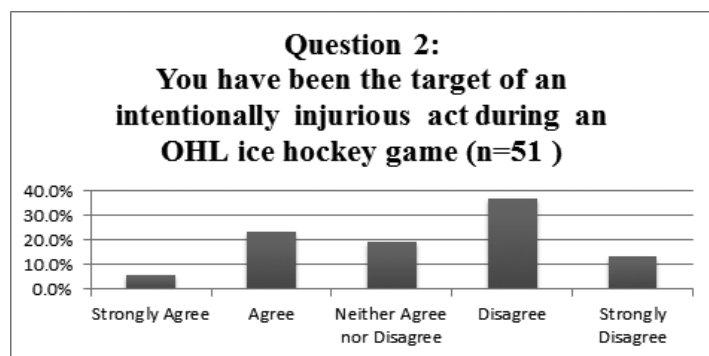 Question 2:
You have been the target of an
intentionally injurious act during an
OHL ice hockey game (n=51 )
40.0%
30.0%
20.0%
10.0%
0.0%
Strongly Agree
Agree
Neither Agree
nor Disagree
Disagree
Strongly
Disagree